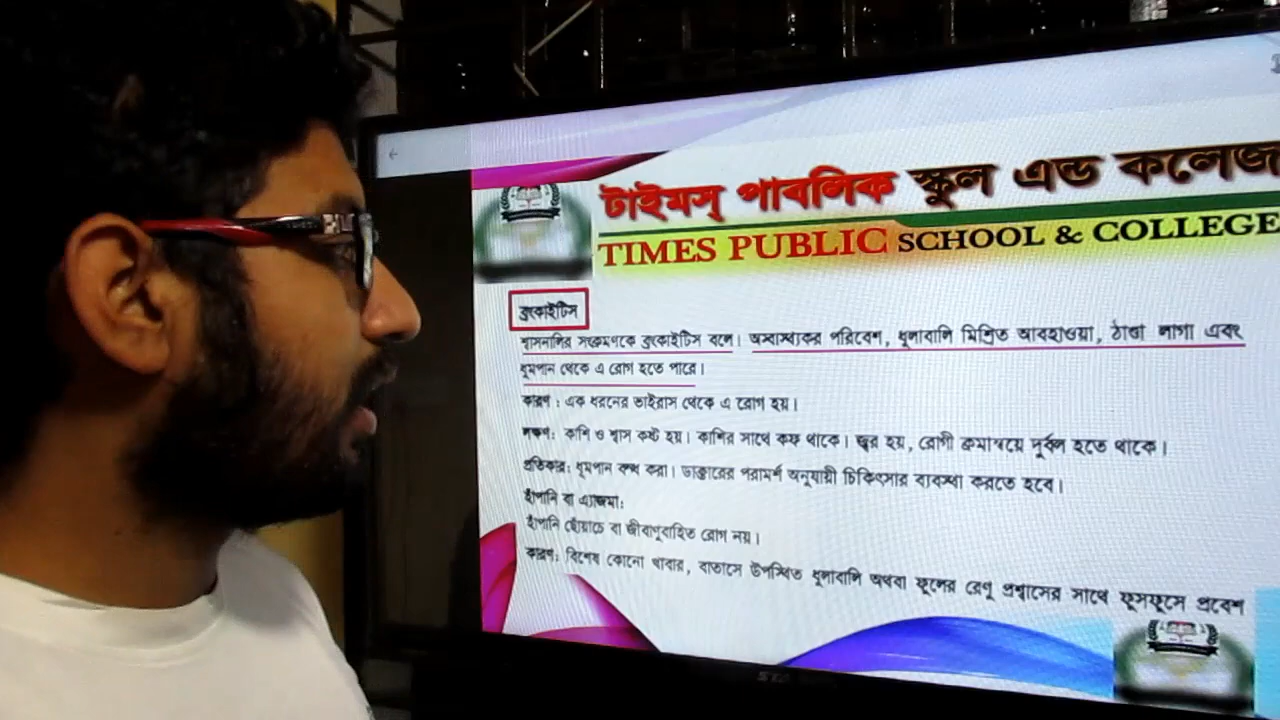 টাইমস্ পাবলিক স্কুল এন্ড কলেজ
TIMES PUBLIC SCHOOL & COLLEGE
ব্রংকাইটিস
শ্বাসনালির সংক্রমণকে ব্রংকাইটিস বলে। অস্বাস্থ্যকর পরিবেশ, ধুলাবালি মিশ্রিত আবহাওয়া, ঠাণ্ডা লাগা এবং
ধূমপান থেকে এ রোগ হতে পারে।
কারণ : এক ধরনের ভাইরাস থেকে এ রোগ হয়।
লক্ষণ: কাশি ও শ্বাস কষ্ট হয়। কাশির সাথে কফ থাকে। জ্বর হয়, রোগী ক্রমান্বয়ে দুর্বল হতে থাকে।
প্রতিকার: ধূমপান বন্ধ করা। ডাক্তারের পরামর্শ অনুযায়ী চিকিৎসার ব্যবস্থা করতে হবে।
হাঁপানি বা এ্যাজমা:
হাঁপানি ছোঁয়াচে বা জীবাণুবাহিত রোগ নয়।
কারণ: বিশেষ কোনো খাবার, বাতাসে উপস্থিত ধুলাবালি অথবা ফুলের রেণু প্রশ্বাসের সাথে ফুসফুসে প্রবেশ